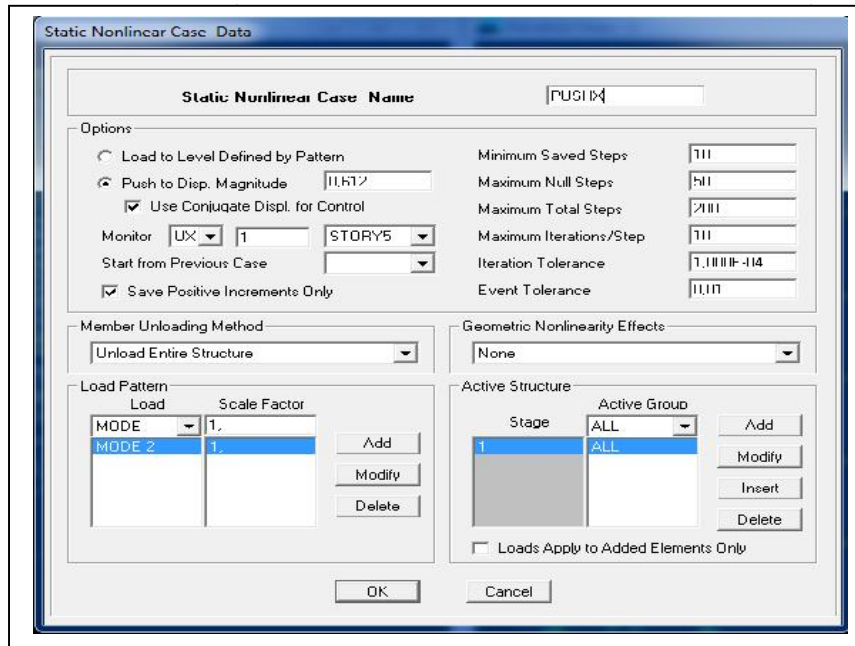 Static Nonlinear Case Data
Static Nonlinear Case Name PUSHX
Options
Load to Level Defined by Pattern
Push to Disp. Magnitude 0,612
Use Conjugate Displ. for Control
Monitor UX 1 STORY5
Start from Previous Case
Save Positive Increments Only
Minimum Saved Steps 10
Maximum Null Steps 50
Maximum Total Steps 200
Maximum Iterations/Step 10
Iteration Tolerance 1,000E-04
Event Tolerance 0,01
Member Unloading Method
Unload Entire Structure
Geometric Nonlinearity Effects
None
Load Pattern
Load Scale Factor
MODE 1,
MODE 2 1,
Add
Modify
Delete
Active Structure
Active Group
Stage ALL
1 ALL
Add
Modify
Insert
Delete
Loads Apply to Added Elements Only
OK Cancel